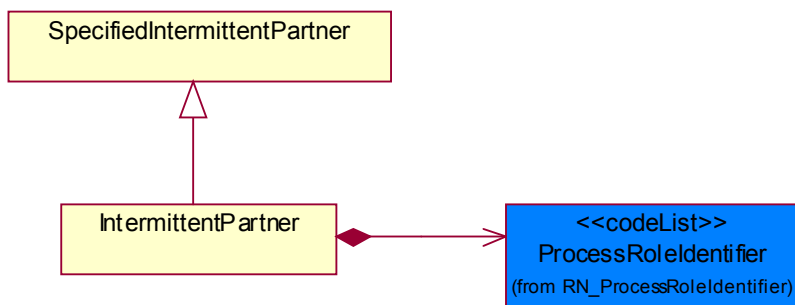 SpecifiedIntermittentPartner
IntermittentPartner
<<codeList>>
ProcessRoleIdentifier
(from RN_ProcessRoleIdentifier)